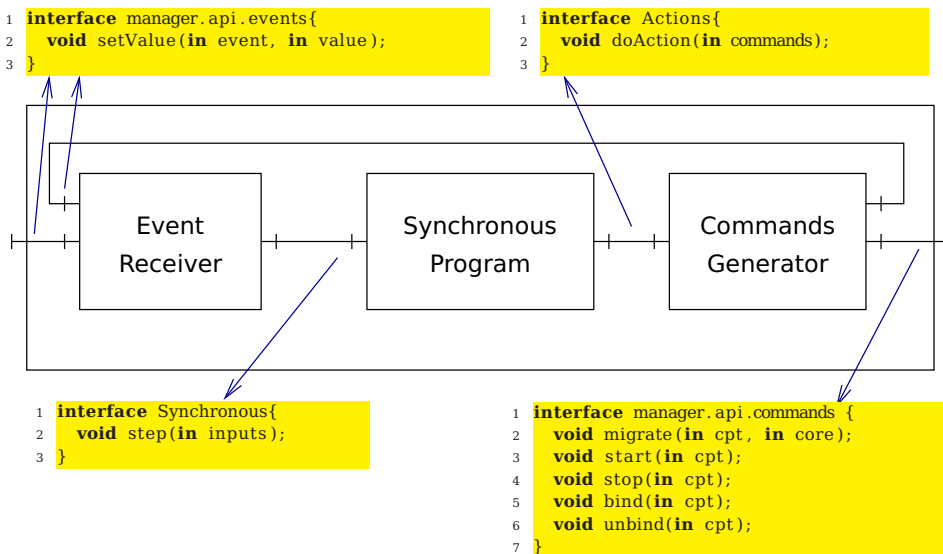 1 interface manager.api.events{
2 void setValue(in event, in value);
3 }
1 interface Actions{
2 void doAction(in commands);
3 }
Event
Receiver
Synchronous
Program
Commands
Generator
1 interface Synchronous{
2 void step(in inputs);
3 }
1 interface manager.api.commands {
2 void migrate(in cpt, in core);
3 void start(in cpt);
4 void stop(in cpt);
5 void bind(in cpt);
6 void unbind(in cpt);
7 }